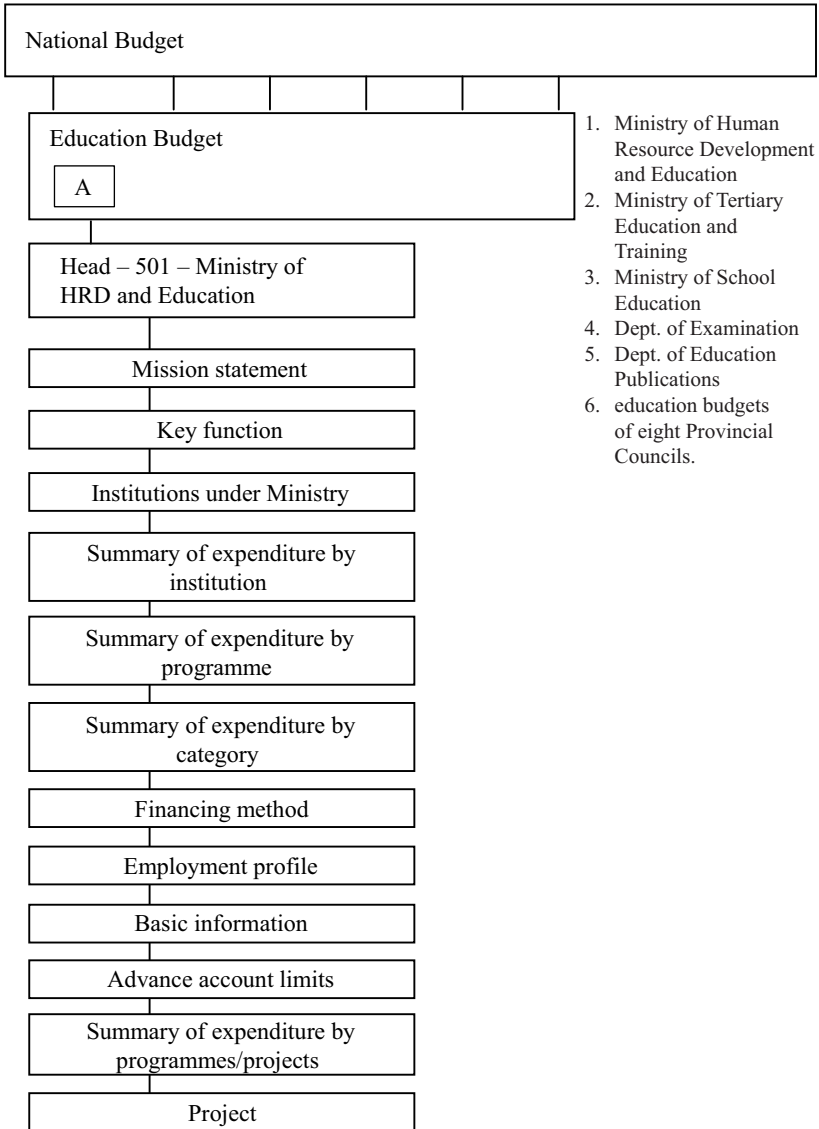 National Budget
Education Budget
A
1. Ministry of Human
Resource Development
and Education
2. Ministry of Tertiary
Education and
Training
3. Ministry of School
Education
4. Dept. of Examination
5. Dept. of Education
Publications
6. education budgets
of eight Provincial
Councils.
Head – 501 – Ministry of
HRD and Education
Mission statement
Key function
Institutions under Ministry
Summary of expenditure by
institution
Summary of expenditure by
programme
Summary of expenditure by
category
Financing method
Employment profile
Basic information
Advance account limits
Summary of expenditure by
programmes/projects
Project